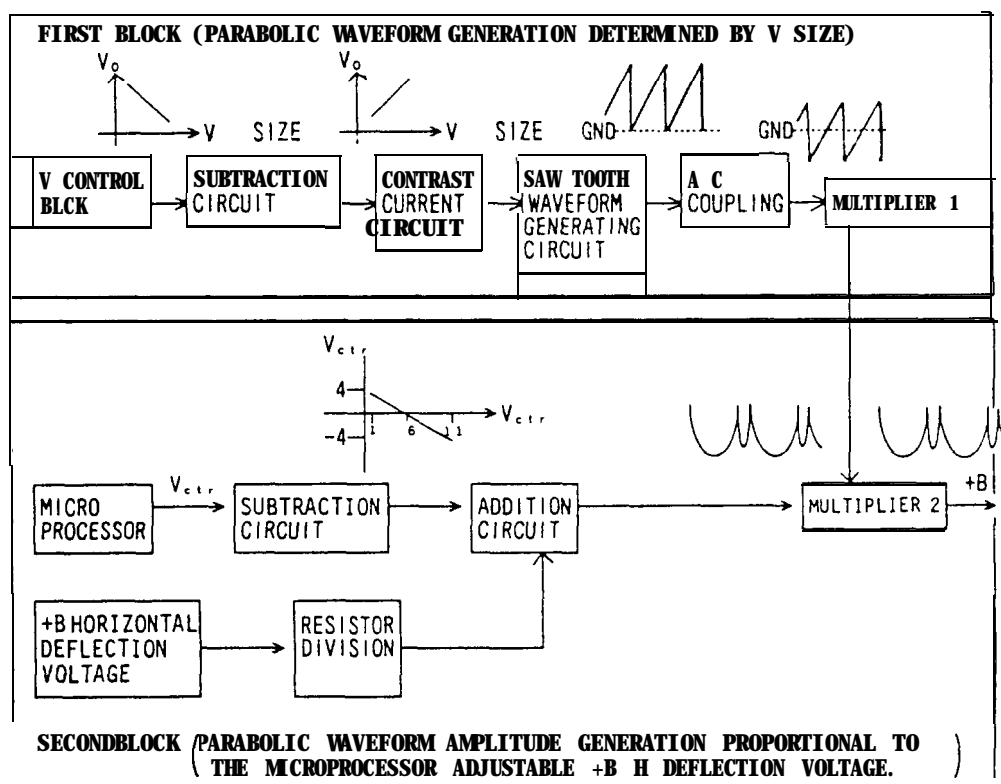 FIRST BLOCK (PARABOLIC WAVEFORM GENERATION DETERMINED BY V SIZE)
Vo
V SIZE
Vo
V SIZE
GND
GND
V CONTROL
BLCK
SUBTRACTION
CIRCUIT
CONTRAST
CURRENT
CIRCUIT
SAW TOOTH
WAVEFORM
GENERATING
CIRCUIT
A C
COUPLING
MULTIPLIER 1
Vctr
4
-4
1 6 11
Vctr
MICRO
PROCESSOR
Vctr
SUBTRACTION
CIRCUIT
ADDITION
CIRCUIT
MULTIPLIER 2
+B
+B HORIZONTAL
DEFLECTION
VOLTAGE
RESISTOR
DIVISION
SECONDBLOCK (PARABOLIC WAVEFORM AMPLITUDE GENERATION PROPORTIONAL TO
THE MICROPROCESSOR ADJUSTABLE +B H DEFLECTION VOLTAGE. )